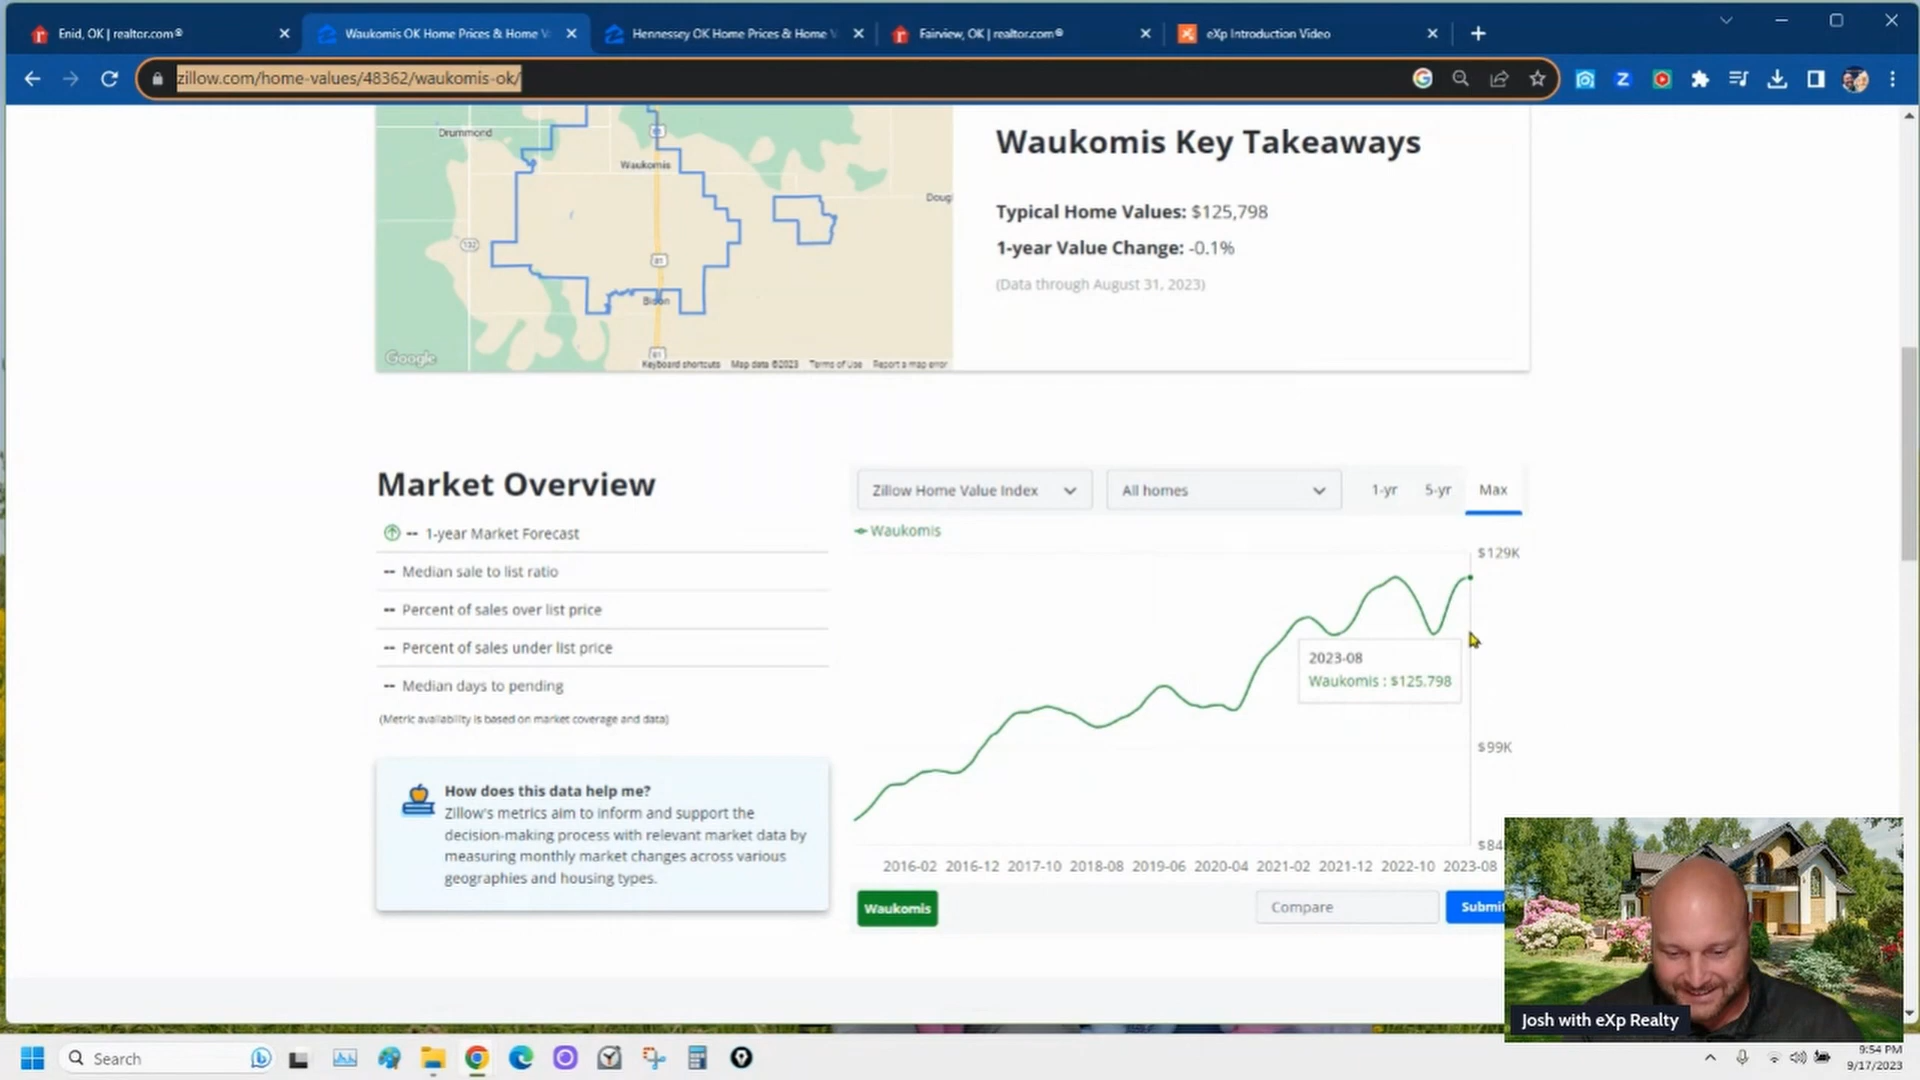 Enid, OK | realtor.com®
Waukomis OK Home Prices & Home V
Hennessey OK Home Prices & Home V
Fairview, OK | realtor.com®
eXp Introduction Video
zillow.com/home-values/48362/waukomis-ok/
Drummond
Waukomis
Doug
132
81
81
Bison
81
Google
Keyboard shortcuts
Map data ©2023
Terms of Use
Report a map error
Waukomis Key Takeaways
Typical Home Values: $125,798
1-year Value Change: -0.1%
(Data through August 31, 2023)
Market Overview
-- 1-year Market Forecast
-- Median sale to list ratio
-- Percent of sales over list price
-- Percent of sales under list price
-- Median days to pending
(Metric availability is based on market coverage and data)
How does this data help me?
Zillow's metrics aim to inform and support the
decision-making process with relevant market data by
measuring monthly market changes across various
geographies and housing types.
Zillow Home Value Index
All homes
1-yr
5-yr
Max
Waukomis
$129K
2023-08
Waukomis : $125,798
$99K
$84
2016-02 2016-12 2017-10 2018-08 2019-06 2020-04 2021-02 2021-12 2022-10 2023-08
Waukomis
Compare
Submit
Josh with eXp Realty
Search
9:54 PM
9/17/2023